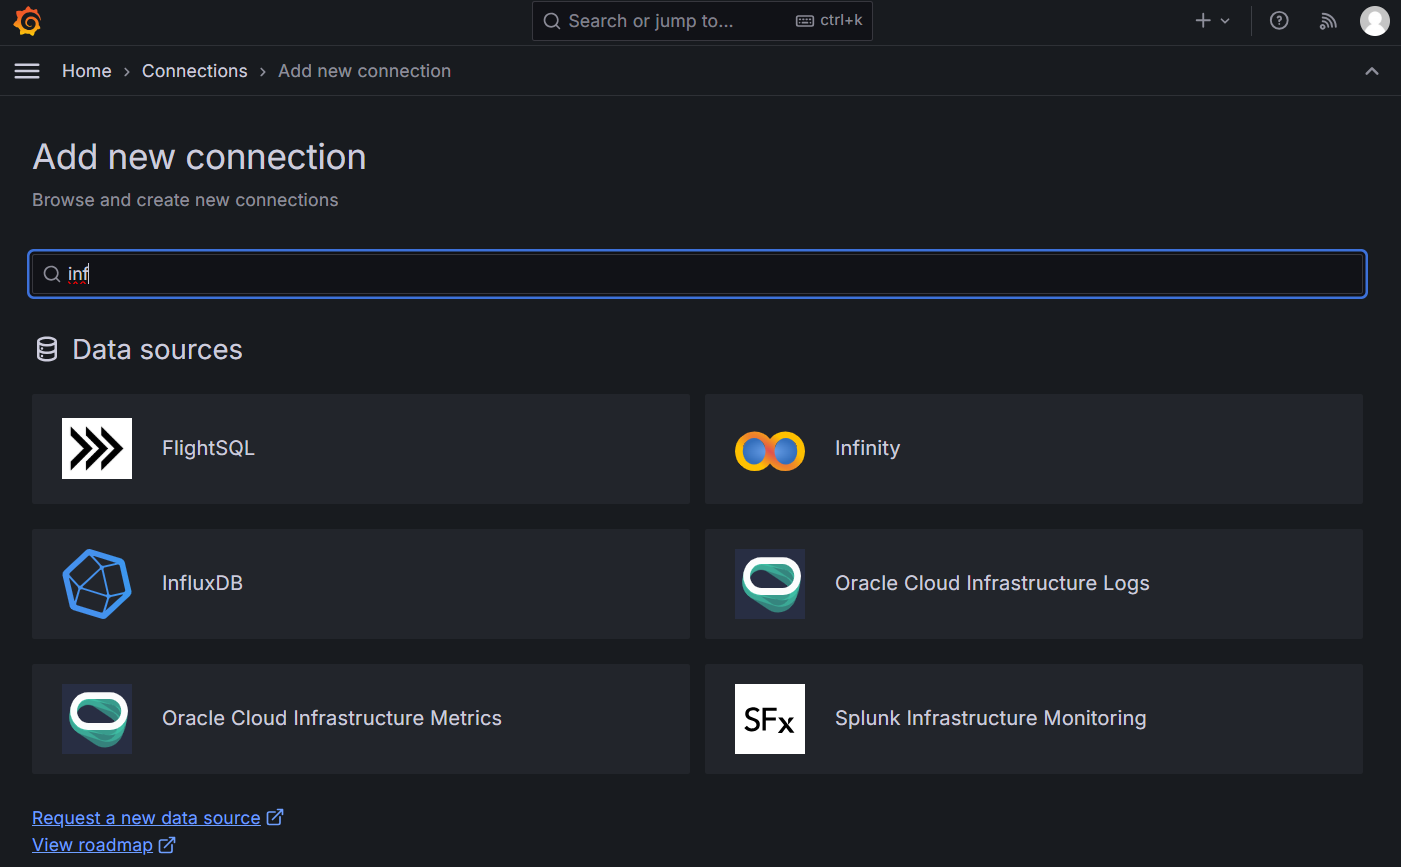 Search or jump to... ctrl+k
Home › Connections › Add new connection
Add new connection
Browse and create new connections
inf
Data sources
FlightSQL
Infinity
InfluxDB
Oracle Cloud Infrastructure Logs
Oracle Cloud Infrastructure Metrics
SFx
Splunk Infrastructure Monitoring
Request a new data source
View roadmap